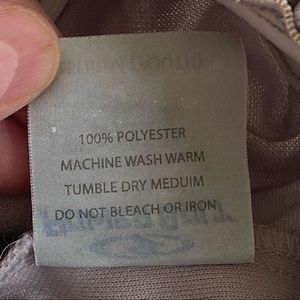 100% POLYESTER
MACHINE WASH WARM
TUMBLE DRY MEDUIM
DO NOT BLEACH OR IRON